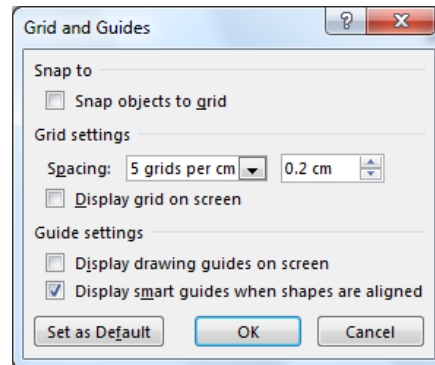 Grid and Guides
Snap to
Snap objects to grid
Grid settings
Spacing: 5 grids per cm 0.2 cm
Display grid on screen
Guide settings
Display drawing guides on screen
Display smart guides when shapes are aligned
Set as Default OK Cancel